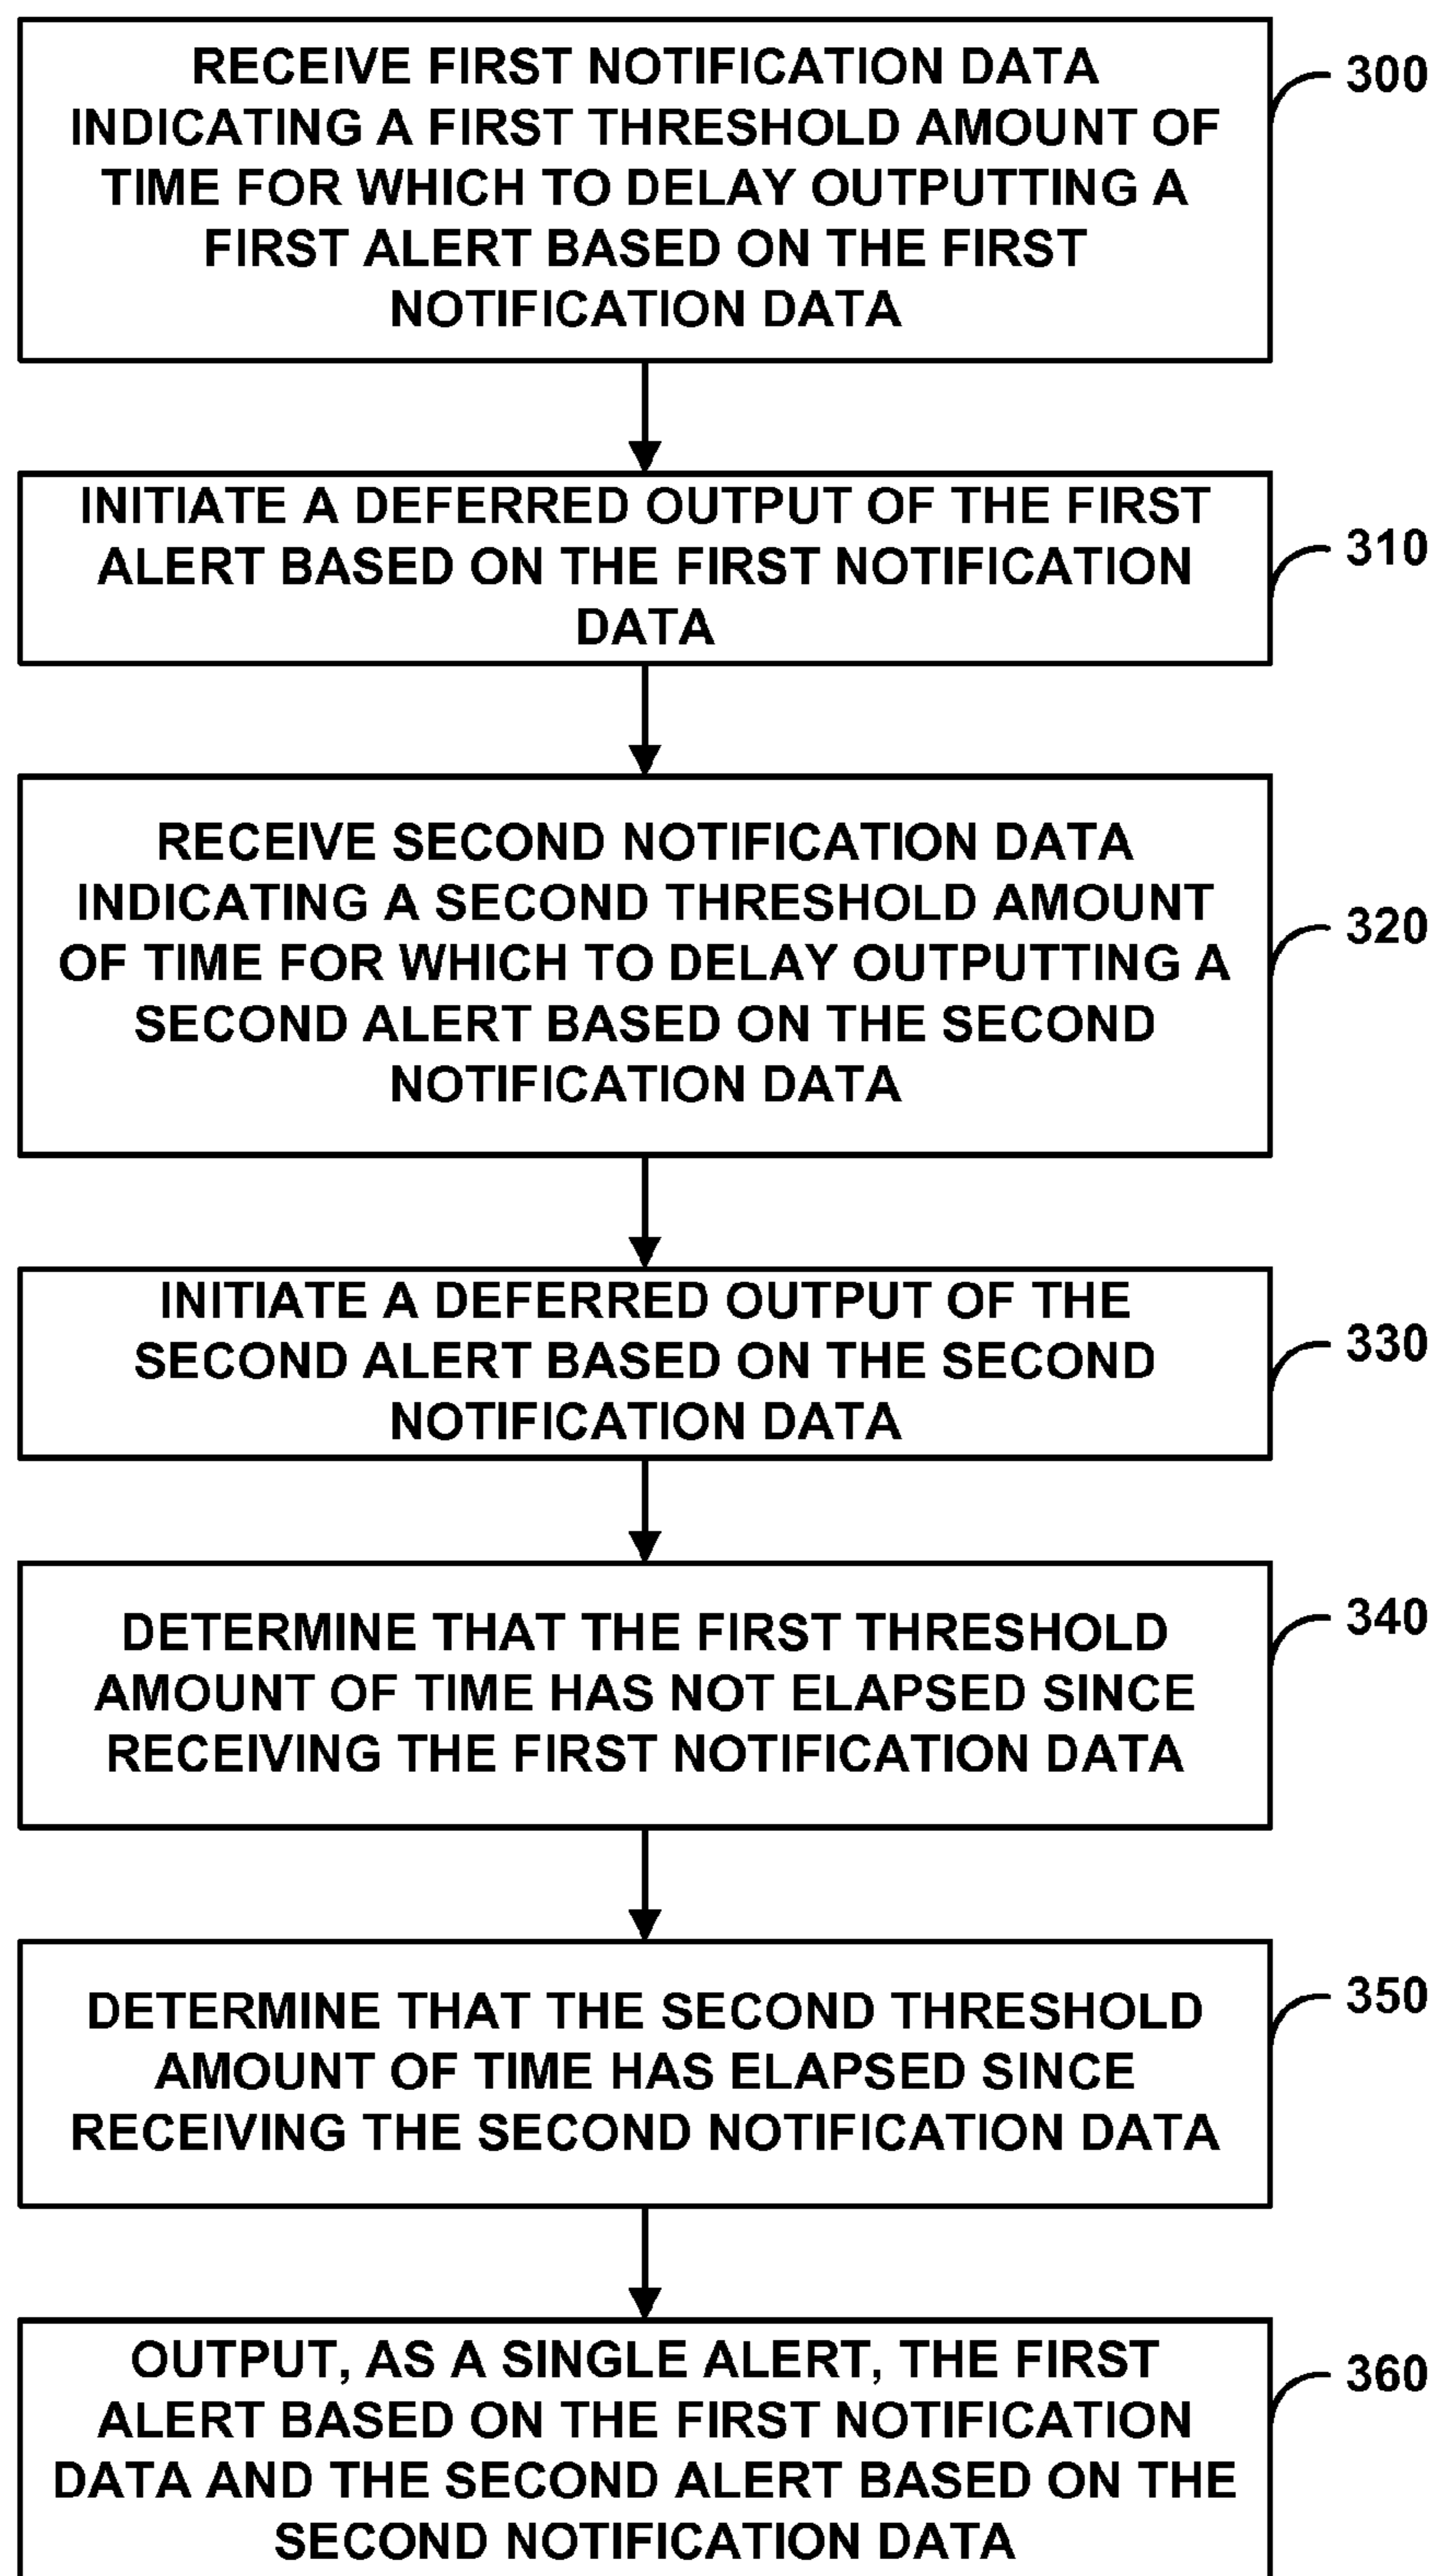 RECEIVE FIRST NOTIFICATION DATA
INDICATING A FIRST THRESHOLD AMOUNT OF
TIME FOR WHICH TO DELAY OUTPUTTING A
FIRST ALERT BASED ON THE FIRST
NOTIFICATION DATA
300
INITIATE A DEFERRED OUTPUT OF THE FIRST
ALERT BASED ON THE FIRST NOTIFICATION
DATA
310
RECEIVE SECOND NOTIFICATION DATA
INDICATING A SECOND THRESHOLD AMOUNT
OF TIME FOR WHICH TO DELAY OUTPUTTING A
SECOND ALERT BASED ON THE SECOND
NOTIFICATION DATA
320
INITIATE A DEFERRED OUTPUT OF THE
SECOND ALERT BASED ON THE SECOND
NOTIFICATION DATA
330
DETERMINE THAT THE FIRST THRESHOLD
AMOUNT OF TIME HAS NOT ELAPSED SINCE
RECEIVING THE FIRST NOTIFICATION DATA
340
DETERMINE THAT THE SECOND THRESHOLD
AMOUNT OF TIME HAS ELAPSED SINCE
RECEIVING THE SECOND NOTIFICATION DATA
350
OUTPUT, AS A SINGLE ALERT, THE FIRST
ALERT BASED ON THE FIRST NOTIFICATION
DATA AND THE SECOND ALERT BASED ON THE
SECOND NOTIFICATION DATA
360